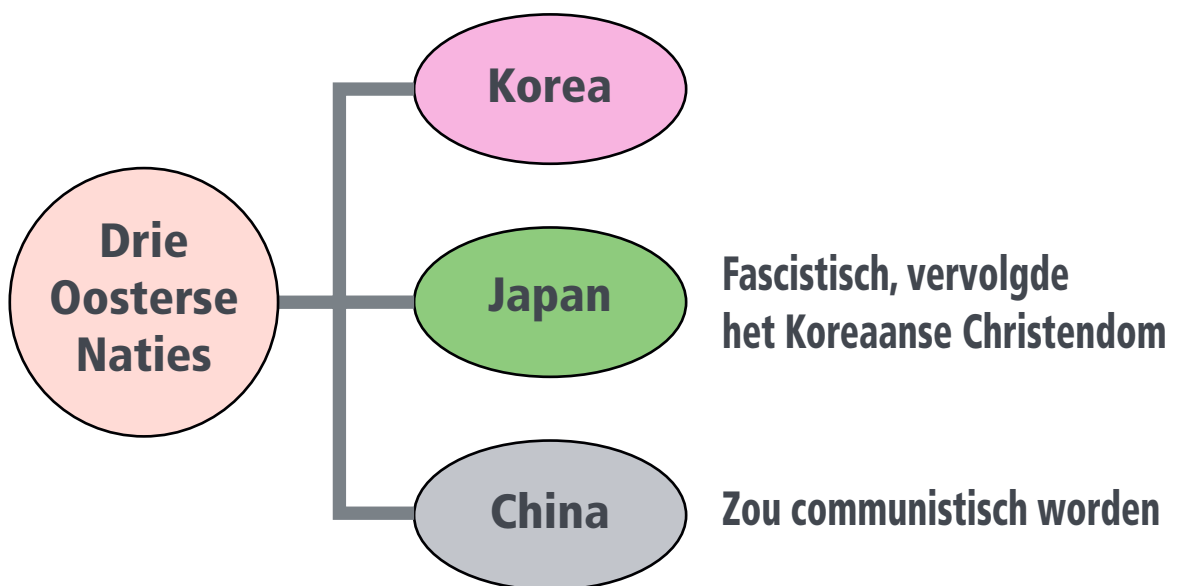 Drie
Oosterse
Naties
Korea
Japan
Fascistisch, vervolgde
het Koreaanse Christendom
China
Zou communistisch worden